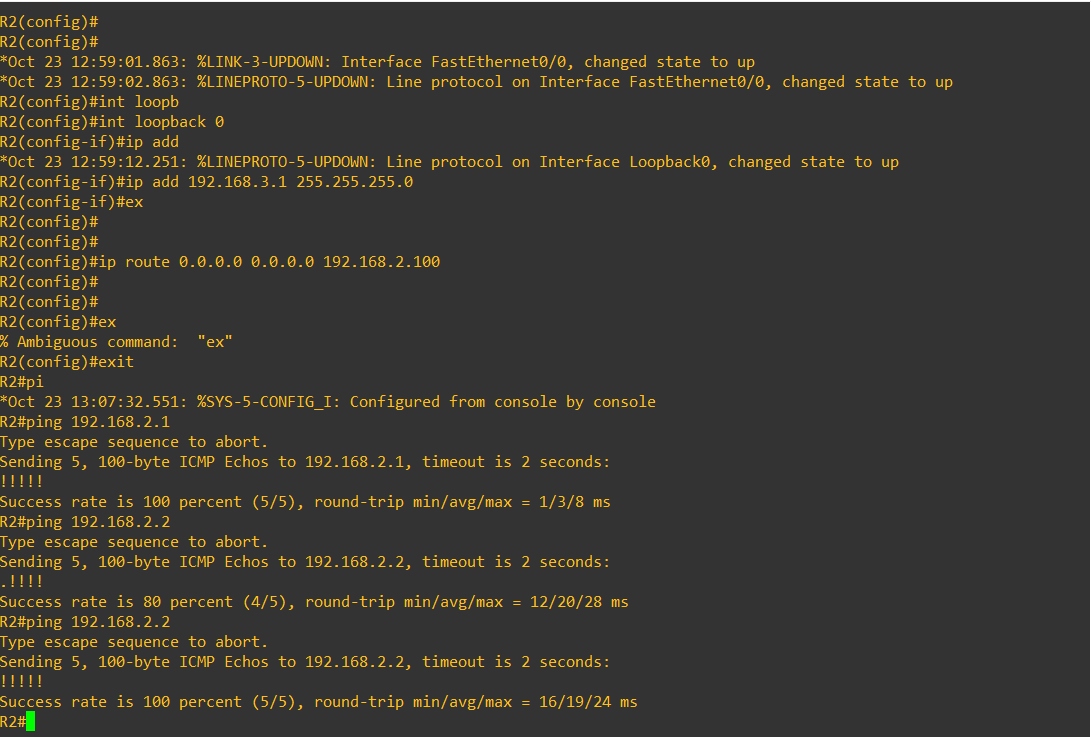 R2(config)#
R2(config)#
*Oct 23 12:59:01.863: %LINK-3-UPDOWN: Interface FastEthernet0/0, changed state to up
*Oct 23 12:59:02.863: %LINEPROTO-5-UPDOWN: Line protocol on Interface FastEthernet0/0, changed state to up
R2(config)#int loopb
R2(config)#int loopback 0
R2(config-if)#ip add
*Oct 23 12:59:12.251: %LINEPROTO-5-UPDOWN: Line protocol on Interface Loopback0, changed state to up
R2(config-if)#ip add 192.168.3.1 255.255.255.0
R2(config-if)#ex
R2(config)#
R2(config)#
R2(config)#ip route 0.0.0.0 0.0.0.0 192.168.2.100
R2(config)#
R2(config)#
R2(config)#ex
% Ambiguous command:  "ex"
R2(config)#exit
R2#pi
*Oct 23 13:07:32.551: %SYS-5-CONFIG_I: Configured from console by console
R2#ping 192.168.2.1
Type escape sequence to abort.
Sending 5, 100-byte ICMP Echos to 192.168.2.1, timeout is 2 seconds:
!!!!!
Success rate is 100 percent (5/5), round-trip min/avg/max = 1/3/8 ms
R2#ping 192.168.2.2
Type escape sequence to abort.
Sending 5, 100-byte ICMP Echos to 192.168.2.2, timeout is 2 seconds:
.!!!!
Success rate is 80 percent (4/5), round-trip min/avg/max = 12/20/28 ms
R2#ping 192.168.2.2
Type escape sequence to abort.
Sending 5, 100-byte ICMP Echos to 192.168.2.2, timeout is 2 seconds:
!!!!!
Success rate is 100 percent (5/5), round-trip min/avg/max = 16/19/24 ms
R2#